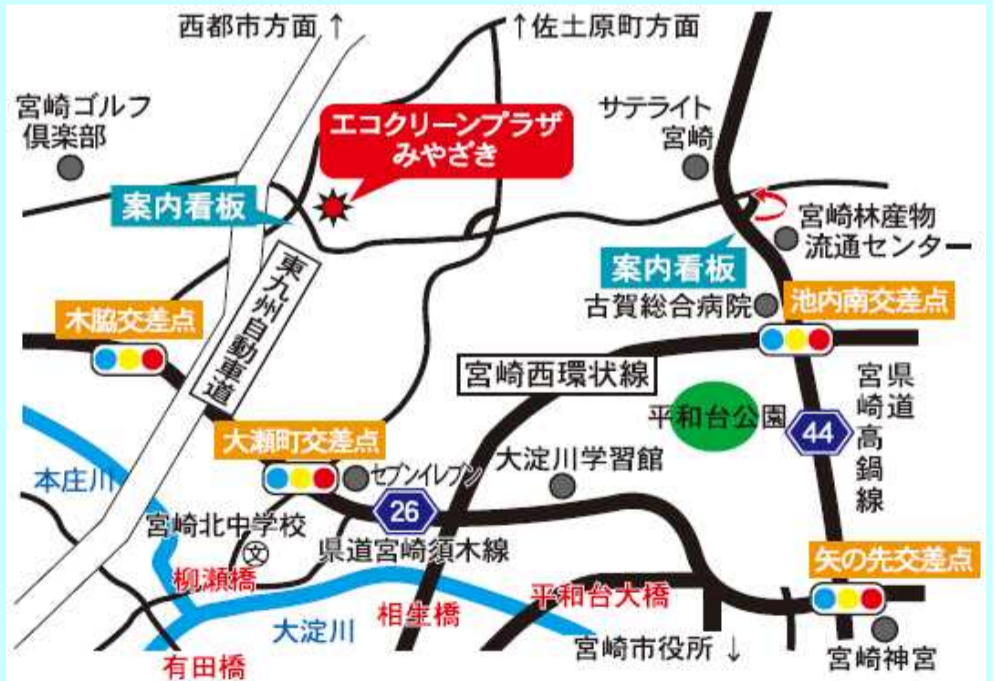 西都市方面 ↑
↑佐土原町方面
宮崎ゴルフ
倶楽部
エコクリーンプラザ
みやざき
サテライト
宮崎
案内看板
宮崎林産物
流通センター
案内看板
古賀総合病院
東九州自動車道
木脇交差点
池内南交差点
宮崎西環状線
平和台公園
44
県道
宮崎高鍋線
大瀬町交差点
セブンイレブン
大淀川学習館
本庄川
26
宮崎北中学校
文
県道宮崎須木線
矢の先交差点
柳瀬橋
相生橋
平和台大橋
大淀川
宮崎市役所 ↓
宮崎神宮
有田橋